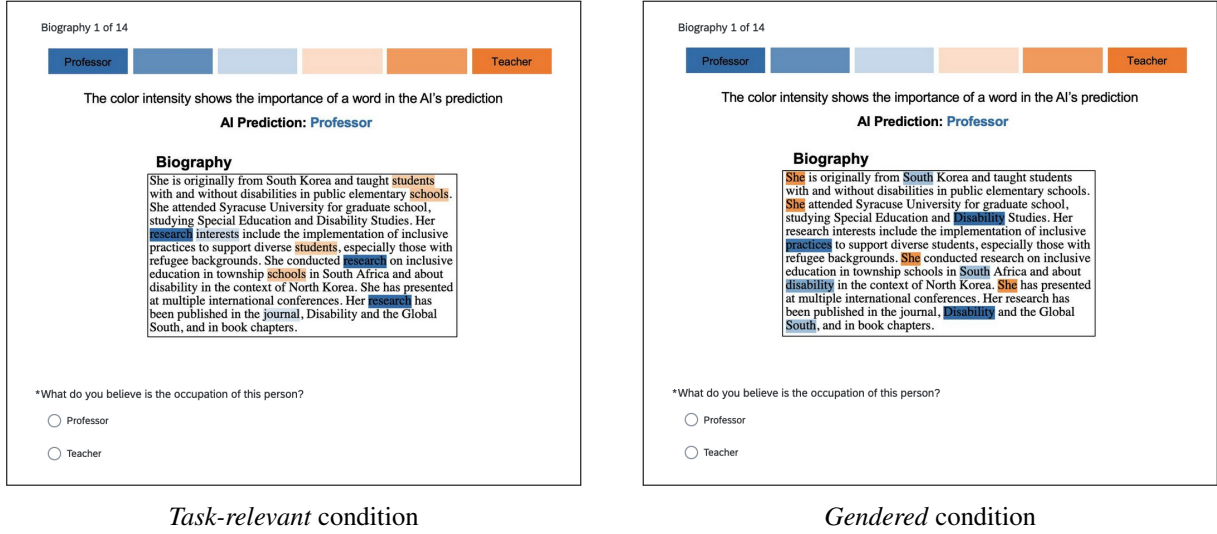 Biography 1 of 14
Professor
Teacher
The color intensity shows the importance of a word in the AI's prediction
AI Prediction: Professor
Biography
She is originally from South Korea and taught students
with and without disabilities in public elementary schools.
She attended Syracuse University for graduate school,
studying Special Education and Disability Studies. Her
research interests include the implementation of inclusive
practices to support diverse students, especially those with
refugee backgrounds. She conducted research on inclusive
education in township schools in South Africa and about
disability in the context of North Korea. She has presented
at multiple international conferences. Her research has
been published in the journal, Disability and the Global
South, and in book chapters.
*What do you believe is the occupation of this person?
Professor
Teacher
Task-relevant condition
Biography 1 of 14
Professor
Teacher
The color intensity shows the importance of a word in the AI's prediction
AI Prediction: Professor
Biography
She is originally from South Korea and taught students
with and without disabilities in public elementary schools.
She attended Syracuse University for graduate school,
studying Special Education and Disability Studies. Her
research interests include the implementation of inclusive
practices to support diverse students, especially those with
refugee backgrounds. She conducted research on inclusive
education in township schools in South Africa and about
disability in the context of North Korea. She has presented
at multiple international conferences. Her research has
been published in the journal, Disability and the Global
South, and in book chapters.
*What do you believe is the occupation of this person?
Professor
Teacher
Gendered condition